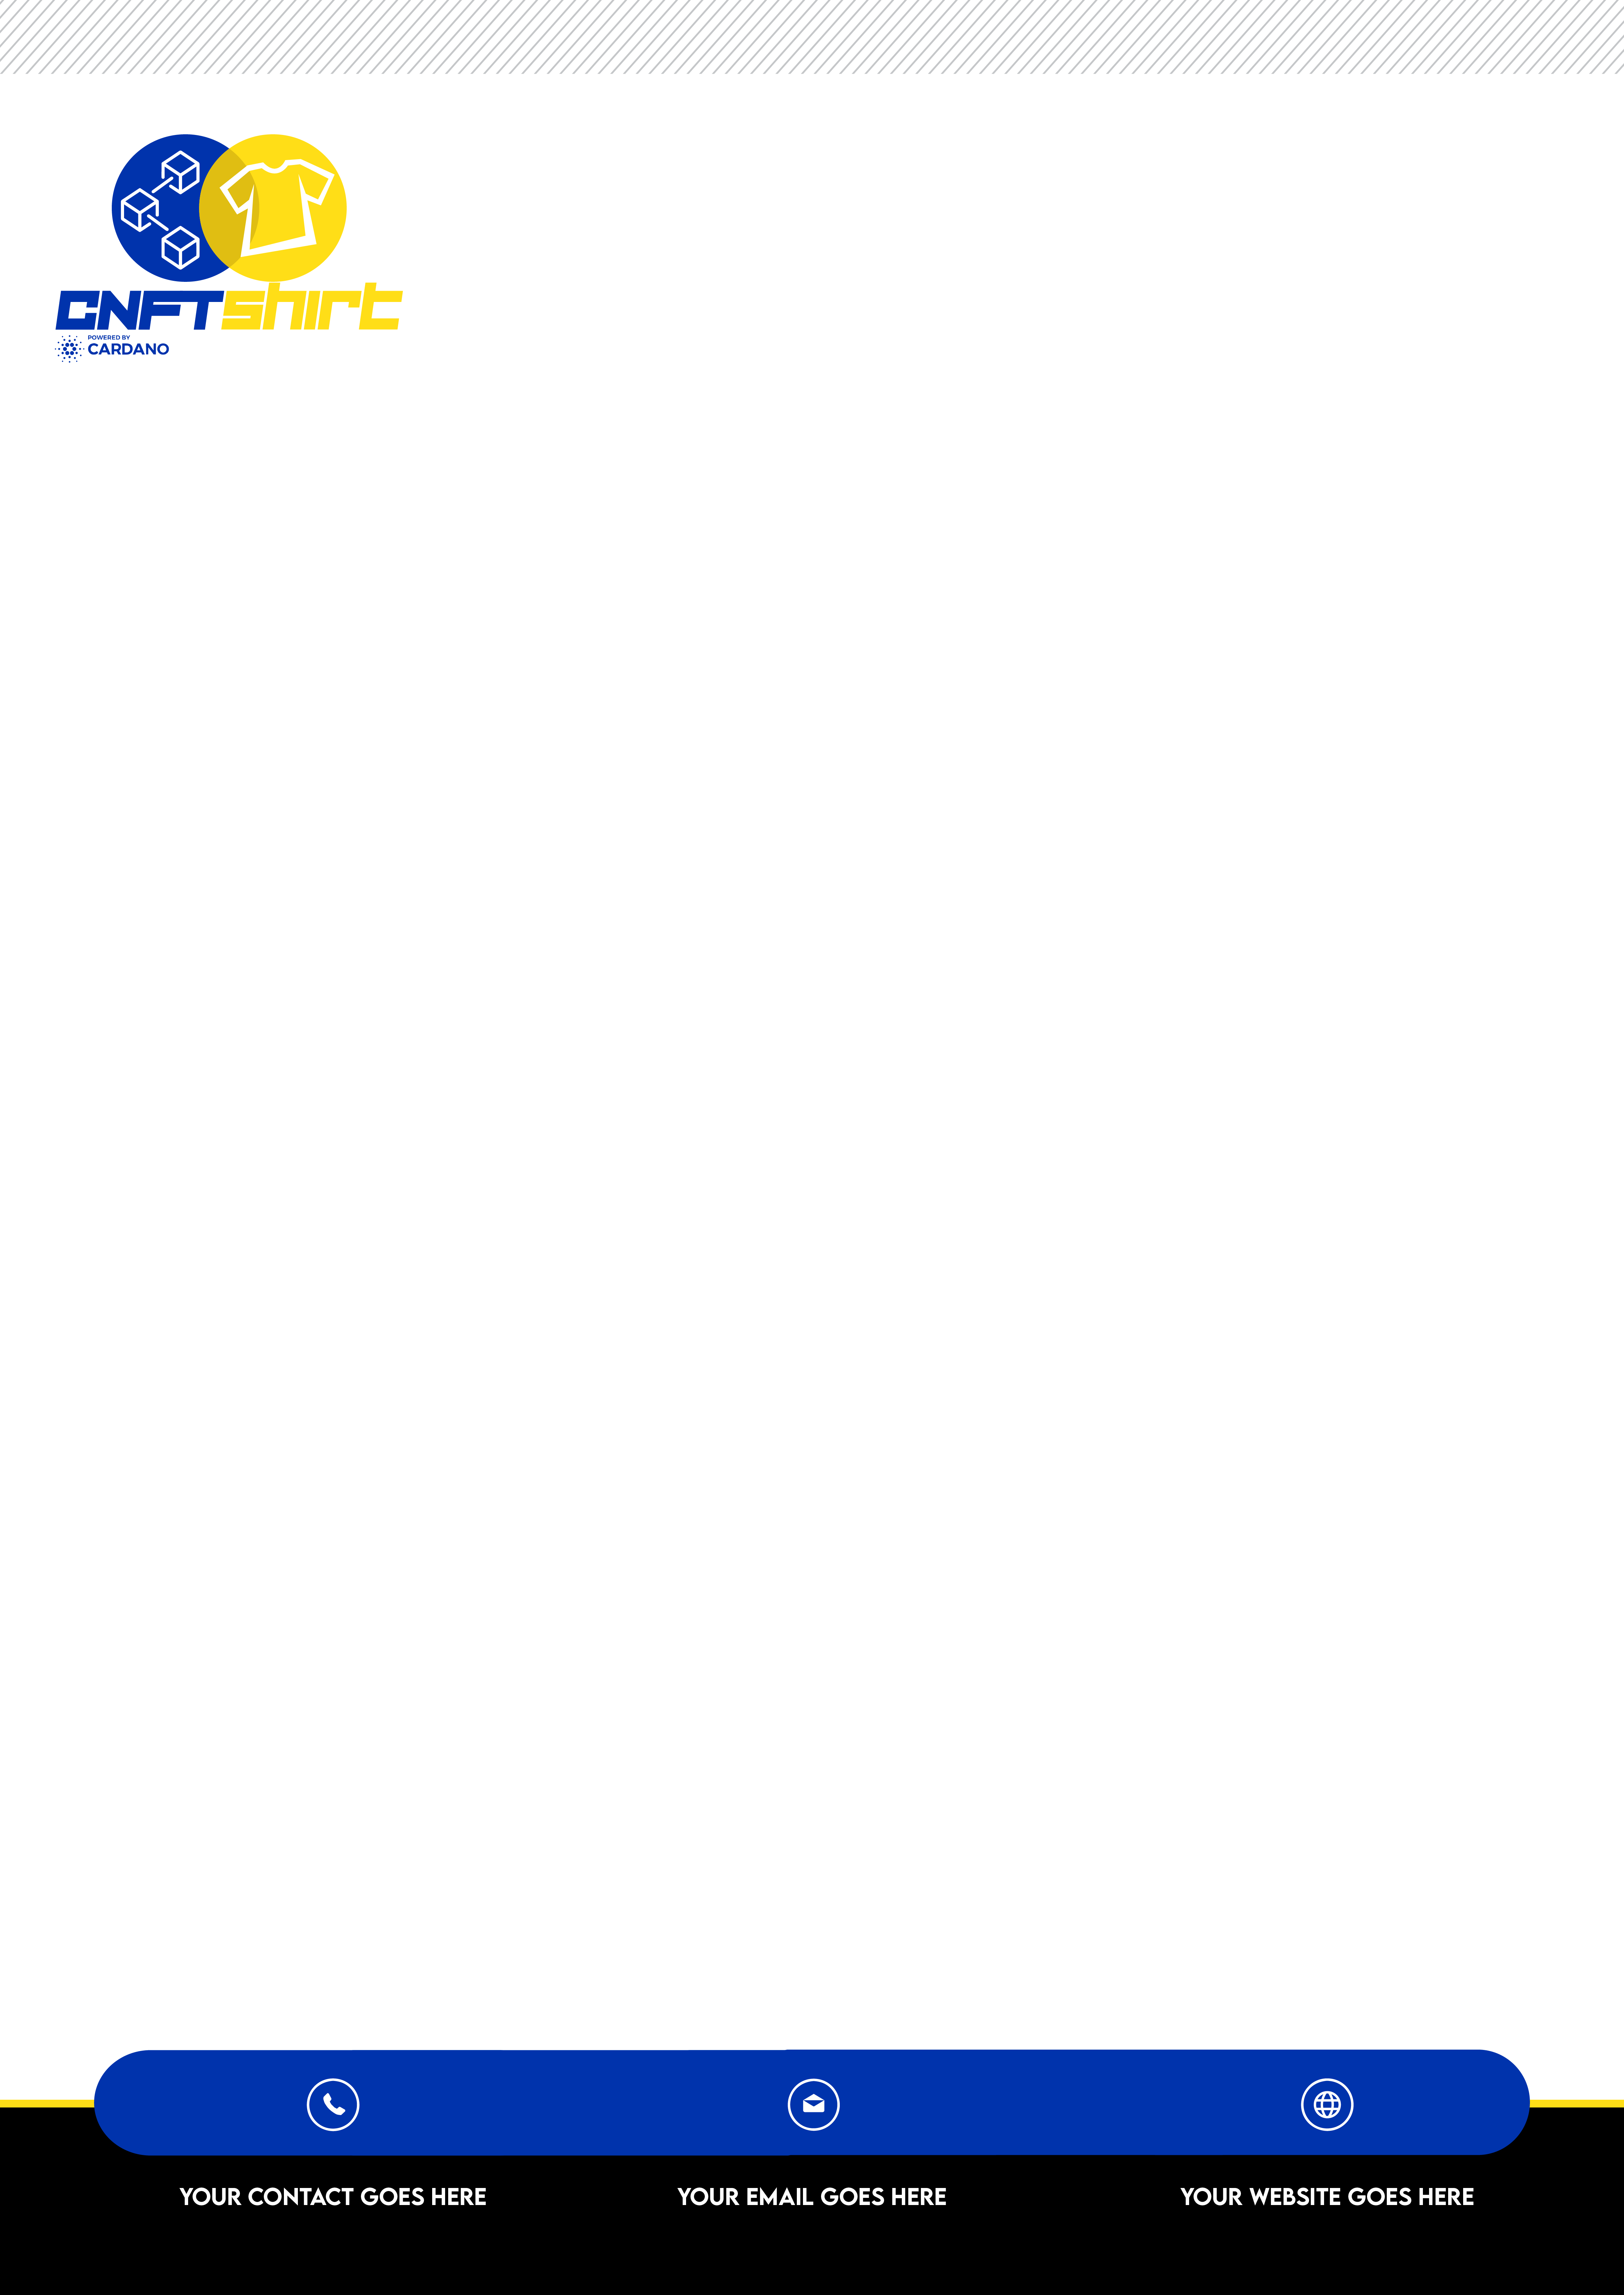 CNFTshirt
POWERED BY
CARDANO
YOUR CONTACT GOES HERE
YOUR EMAIL GOES HERE
YOUR WEBSITE GOES HERE